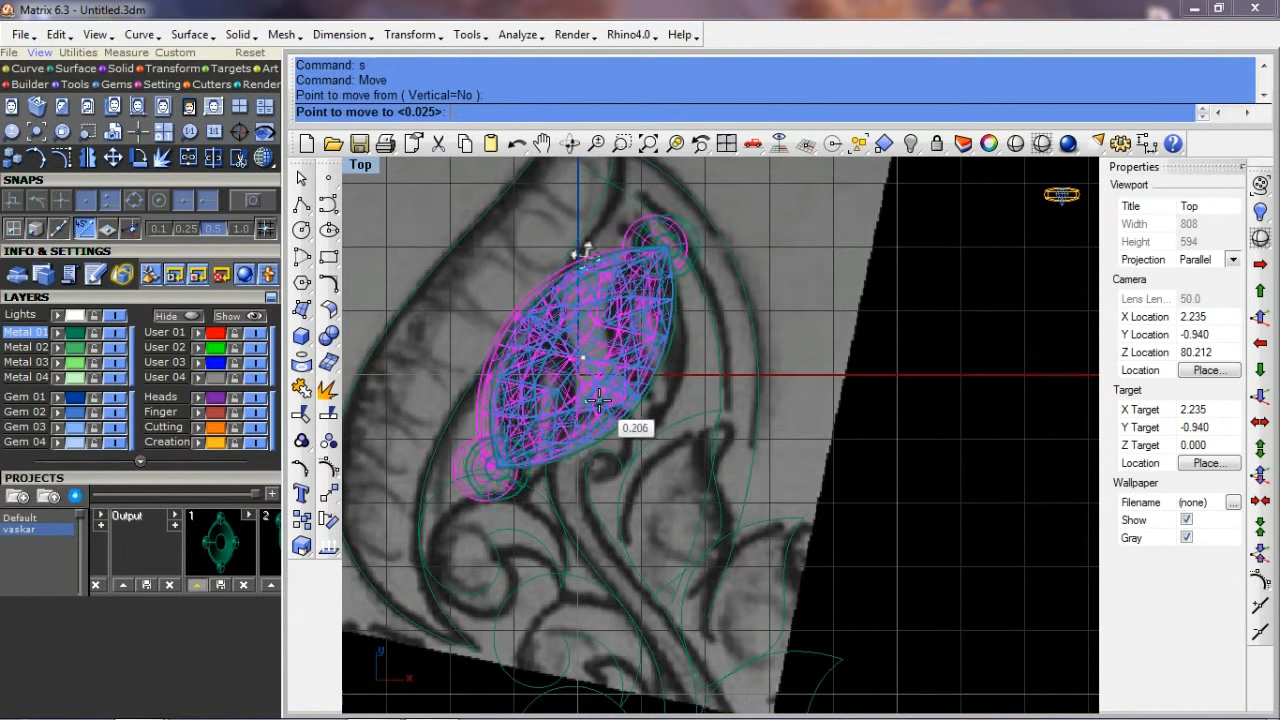 Matrix 6.3 - Untitled.3dm
File Edit View Curve Surface Solid Mesh Dimension Transform Tools Analyze Render Rhino4.0 Help
File View Utilities Measure Custom Reset
Curve Surface Solid Transform Targets Art
Builder Tools Gems Setting Cutters Render
Command: s
Command: Move
Point to move from ( Vertical=No ):
Point to move to <0.025>:
1:1 1:1
SNAPS
45° 0.1 0.25 0.5 1.0
INFO & SETTINGS
LAYERS
Lights Hide Show
Metal 01 User 01
Metal 02 User 02
Metal 03 User 03
Metal 04 User 04
Gem 01 Heads
Gem 02 Finger
Gem 03 Cutting
Gem 04 Creation
PROJECTS
Default
vaskar
Output 1 2
Top
0.206
y
x
Properties
Viewport
Title Top
Width 808
Height 594
Projection Parallel
Camera
Lens Len... 50.0
X Location 2.235
Y Location -0.940
Z Location 80.212
Location Place...
Target
X Target 2.235
Y Target -0.940
Z Target 0.000
Location Place...
Wallpaper
Filename (none) ...
Show
Gray